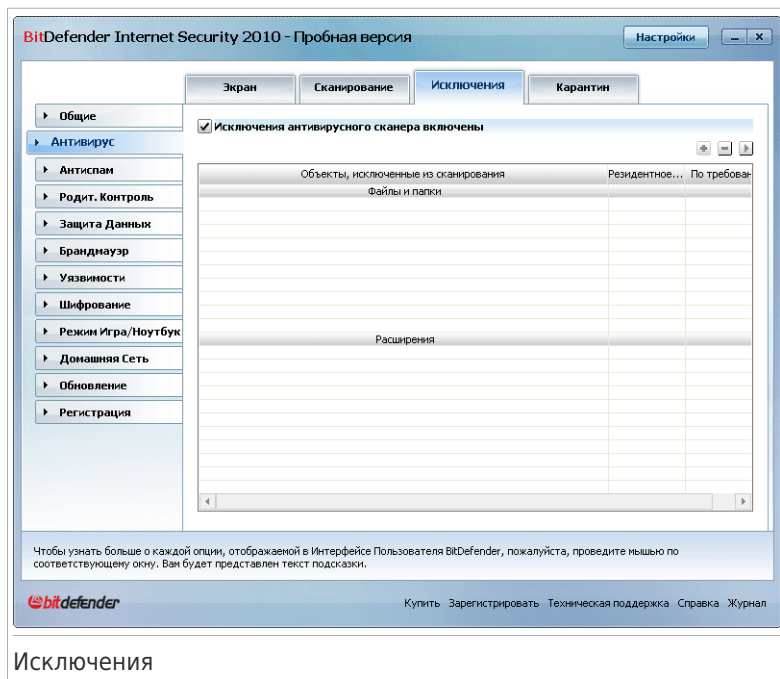 BitDefender Internet Security 2010 - Пробная версия
Настройки
Экран
Сканирование
Исключения
Карантин
Общие
Антивирус
Антиспам
Родит. Контроль
Защита Данных
Брандмауэр
Уязвимости
Шифрование
Режим Игра/Ноутбук
Домашняя Сеть
Обновление
Регистрация
Исключения антивирусного сканера включены
Объекты, исключенные из сканирования Резидентное... По требован
Файлы и папки
Расширения
Чтобы узнать больше о каждой опции, отображаемой в Интерфейсе Пользователя BitDefender, пожалуйста, проведите мышью по
соответствующему окну. Вам будет представлен текст подсказки.
bitdefender
Купить Зарегистрировать Техническая поддержка Справка Журнал
Исключения